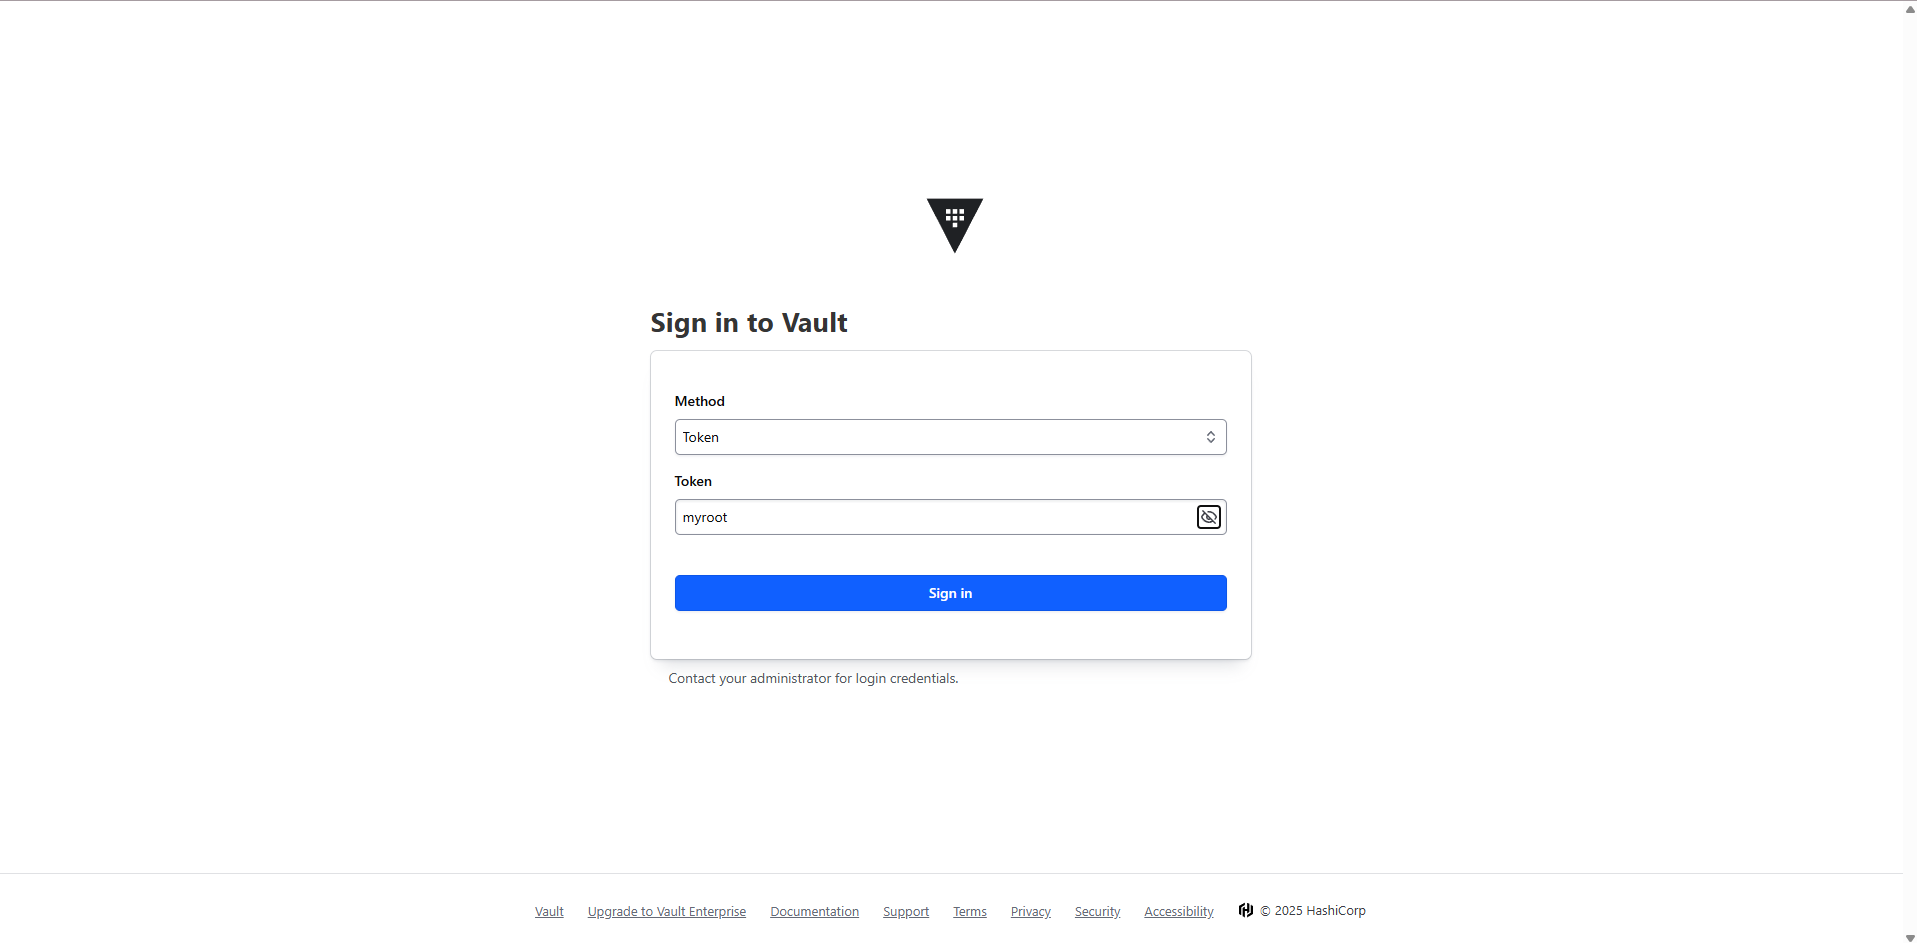 Sign in to Vault
Method
Token
Token
myroot
Sign in
Contact your administrator for login credentials.
Vault Upgrade to Vault Enterprise Documentation Support Terms Privacy Security Accessibility © 2025 HashiCorp